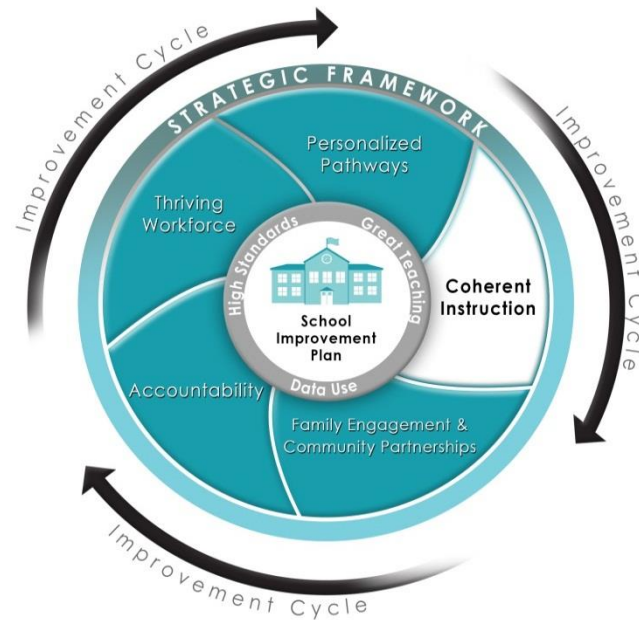 Improvement Cycle
Improvement Cycle
Improvement Cycle
STRATEGIC FRAMEWORK
Personalized
Pathways
Thriving
Workforce
Coherent
Instruction
Accountability
Family Engagement &
Community Partnerships
High Standards
Great Teaching
Data Use
School
Improvement
Plan